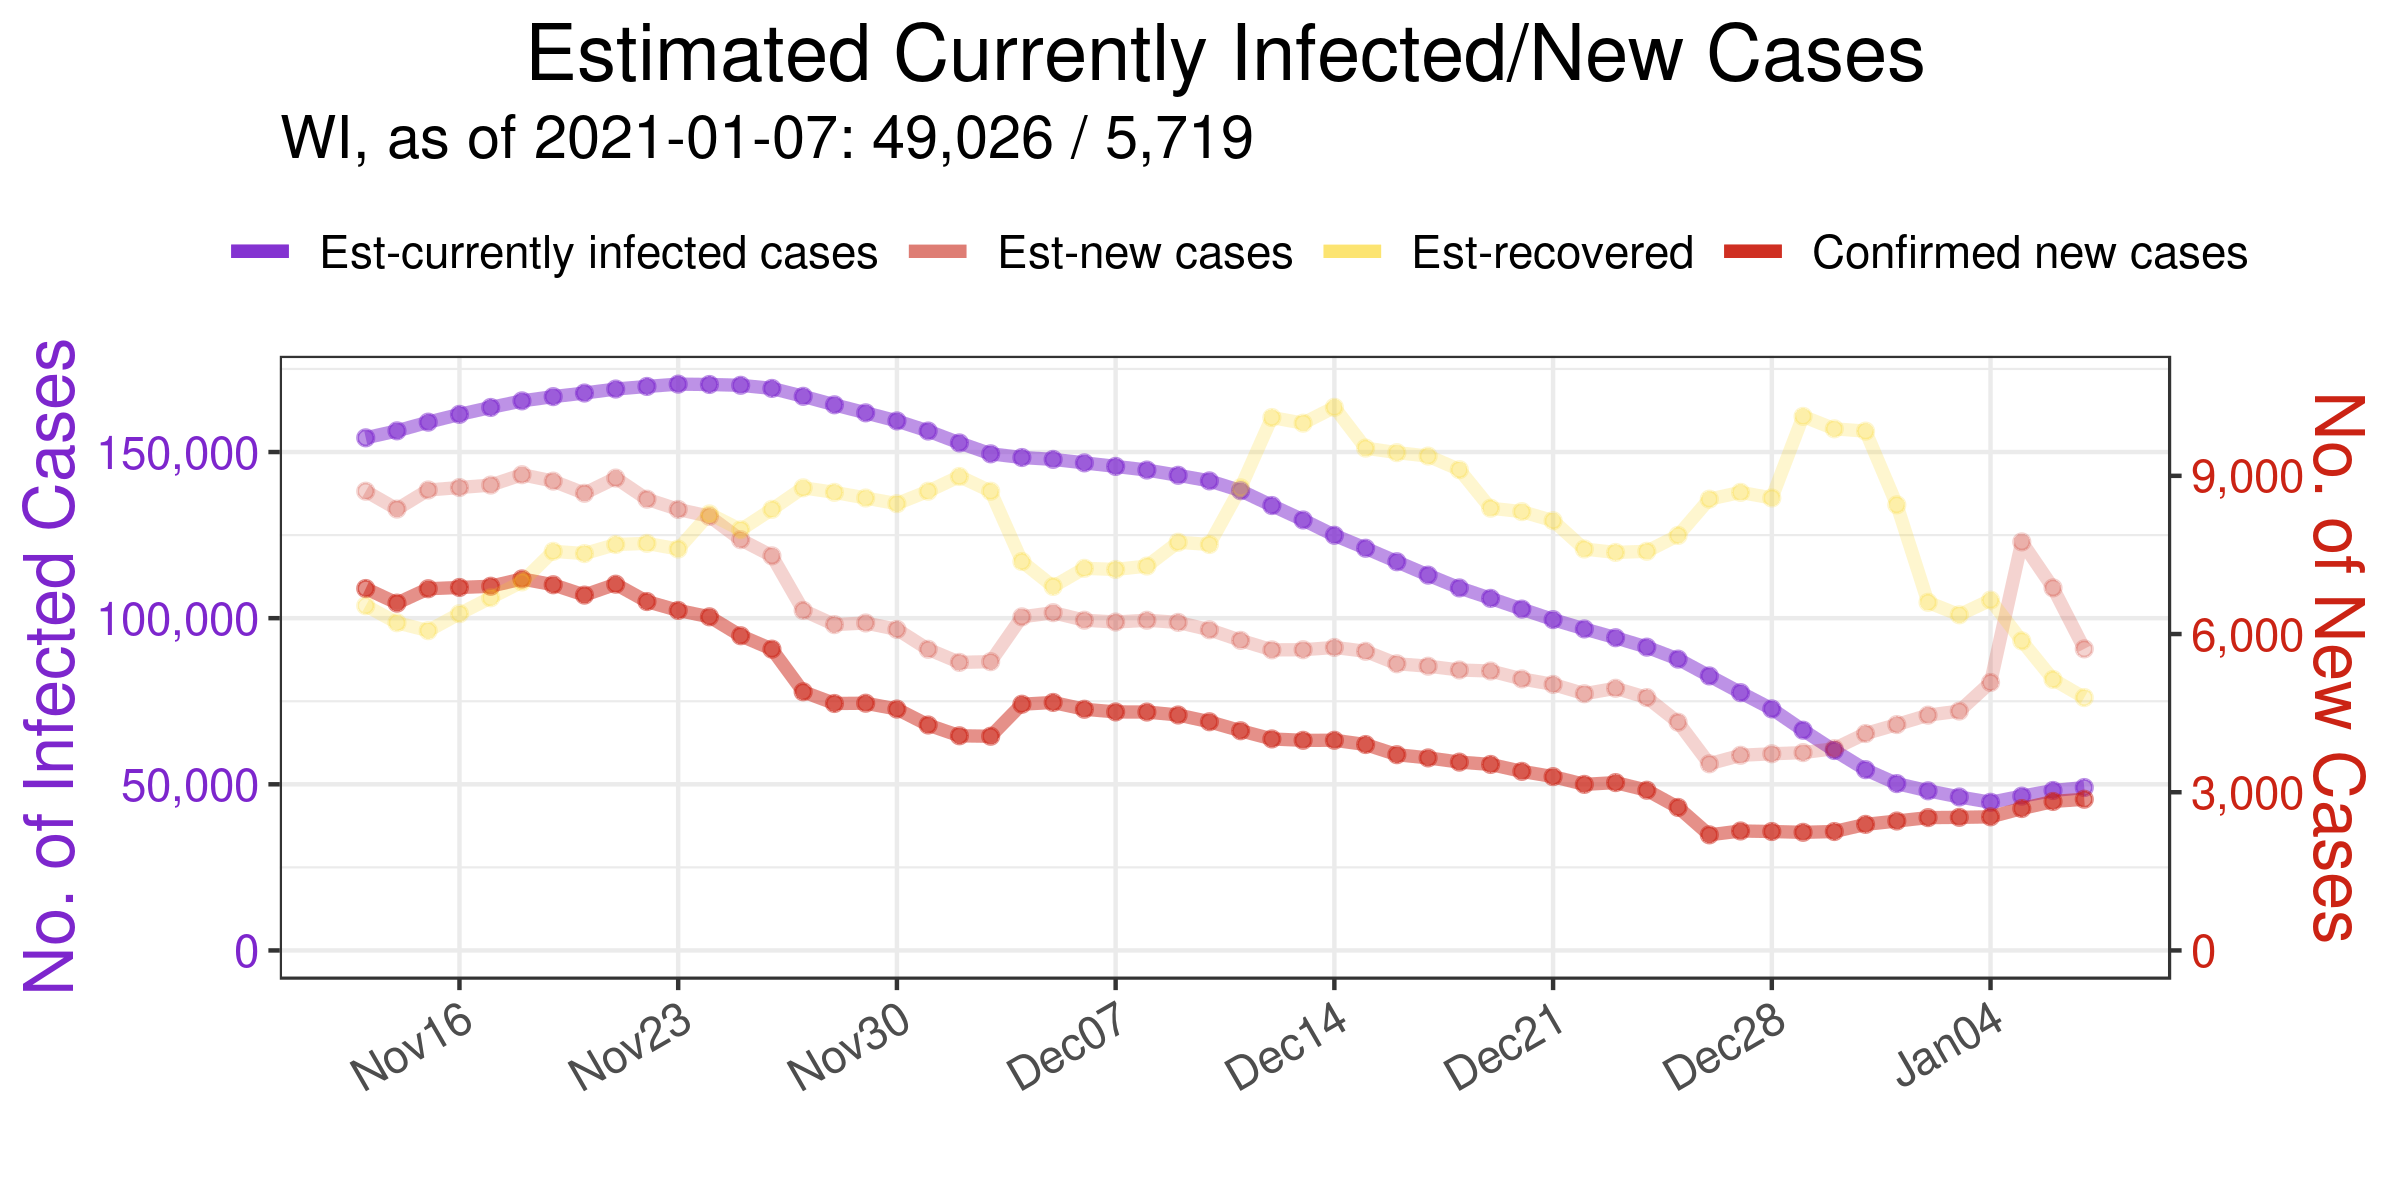 Estimated Currently Infected/New Cases
WI, as of 2021-01-07: 49,026 / 5,719
Est-currently infected cases Est-new cases Est-recovered Confirmed new cases
No. of Infected Cases
150,000
100,000
50,000
0
9,000
6,000
3,000
0
No. of New Cases
Nov16 Nov23 Nov30 Dec07 Dec14 Dec21 Dec28 Jan04